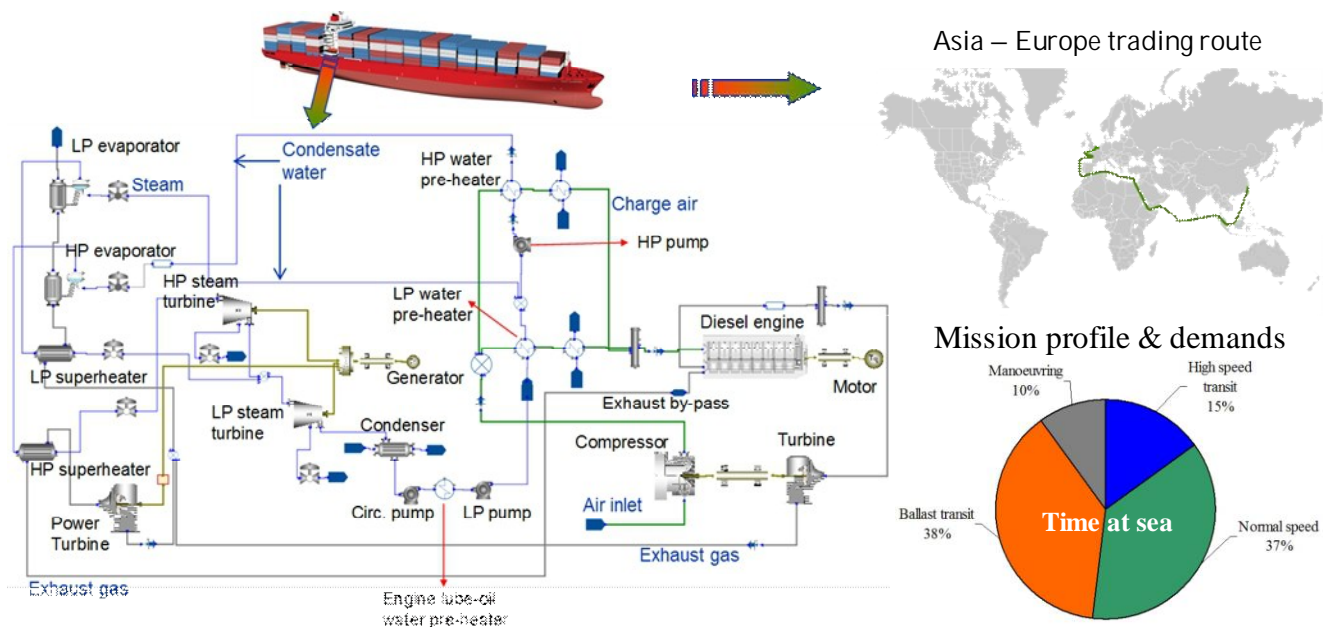 Asia – Europe trading route
LP evaporator
Condensate
water
HP water
pre-heater
Steam
Charge air
HP evaporator
HP pump
HP steam
turbine
LP water
pre-heater
Diesel engine
LP superheater
Generator
Motor
Exhaust by-pass
LP steam
turbine
Condenser
Compressor
Turbine
HP superheater
Circ. pump
LP pump
Air inlet
Power
Turbine
Exhaust gas
Exhaust gas
Engine lube-oil
water pre-heater
Mission profile & demands
Manoeuvring
10%
High speed
transit
15%
Ballast transit
38%
Time at sea
Normal speed
37%